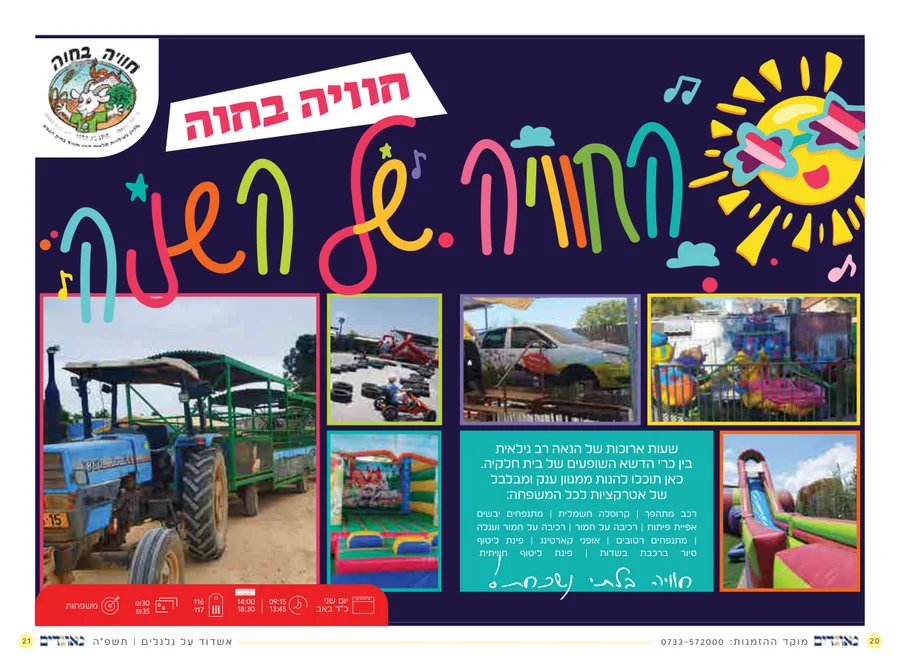 חוויה בחוה
חוויה בחוה
החוויה של השנה
שעות ארוכות של הנאה רב גילאית
בין כרי הדשא השופעים של בית חלקיה.
כאן תוכלו להנות ממגוון ענק ומבלבל
של אטרקציות לכל המשפחה:
רכב מתהפך | קרוסלה חשמלית | מתנפחים יבשים
אפיית פיתות | רכיבה על חמור | רכיבה על חמור ועגלה
| מתנפחים רטובים | אופני קארטינג | פינת ליטוף
סיור ברכבת בשדות | פינת ליטוף חווייתית
חוויה בלתי נשכחת!
יום שני
כ"ד באב
09:15
13:45
14:00
18:30
116
117
₪30
₪35
משפחות
20 מוקד ההזמנות: 0733-572000
אשדוד על גלגלים | תשפ"ה 21